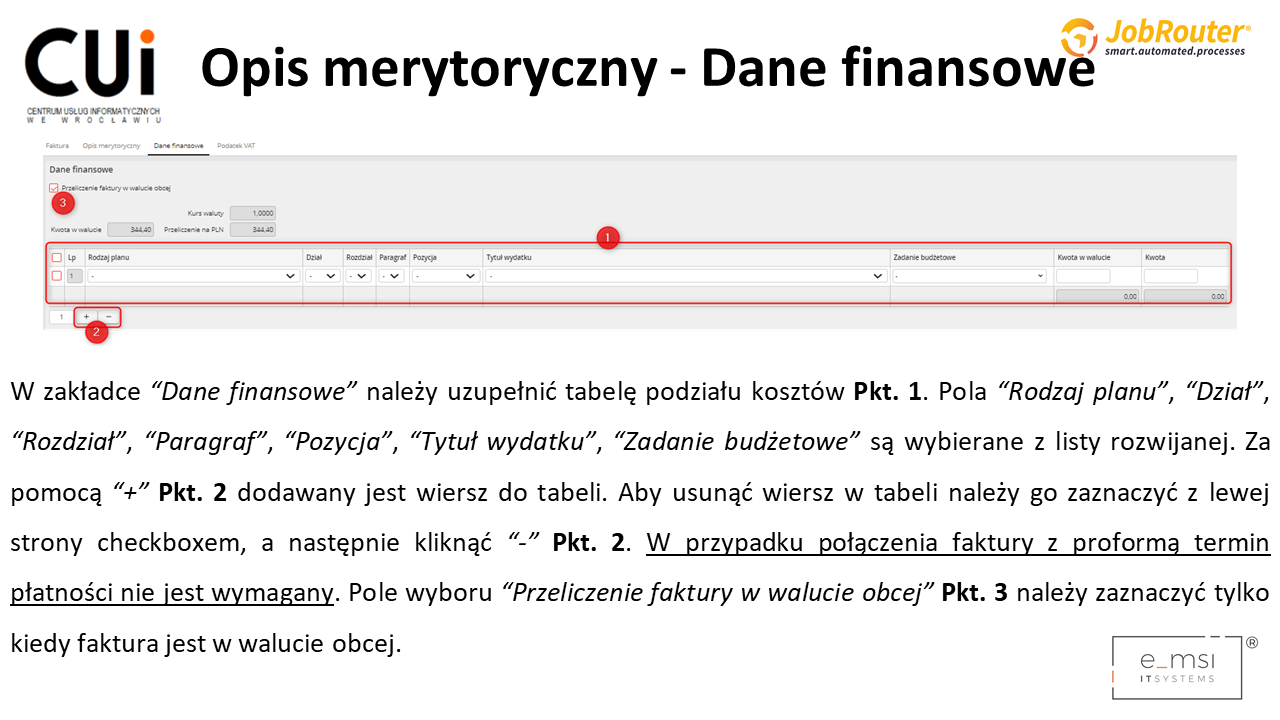 CUi
CENTRUM USŁUG INFORMATYCZNYCH
WE WROCŁAWIU
Opis merytoryczny - Dane finansowe
JobRouter®
smart.automated.processes
Faktura Opis merytoryczny Dane finansowe Podatek VAT
Dane finansowe
Przeliczenie faktury w walucie obcej
3
Kurs waluty 1,0000
Kwota w walucie 344,40 Przeliczenie na PLN 344,40
1
Lp Rodzaj planu Dział Rozdział Paragraf Pozycja Tytuł wydatku Zadanie budżetowe Kwota w walucie Kwota
1 - - - - - - -
0,00 0,00
1 + −
2
W zakładce “Dane finansowe” należy uzupełnić tabelę podziału kosztów Pkt. 1. Pola “Rodzaj planu”, “Dział”,
“Rozdział”, “Paragraf”, “Pozycja”, “Tytuł wydatku”, “Zadanie budżetowe” są wybierane z listy rozwijanej. Za
pomocą “+” Pkt. 2 dodawany jest wiersz do tabeli. Aby usunąć wiersz w tabeli należy go zaznaczyć z lewej
strony checkboxem, a następnie kliknąć “-” Pkt. 2. W przypadku połączenia faktury z proformą termin
płatności nie jest wymagany. Pole wyboru “Przeliczenie faktury w walucie obcej” Pkt. 3 należy zaznaczyć tylko
kiedy faktura jest w walucie obcej.
e_msi ®
ITSYSTEMS